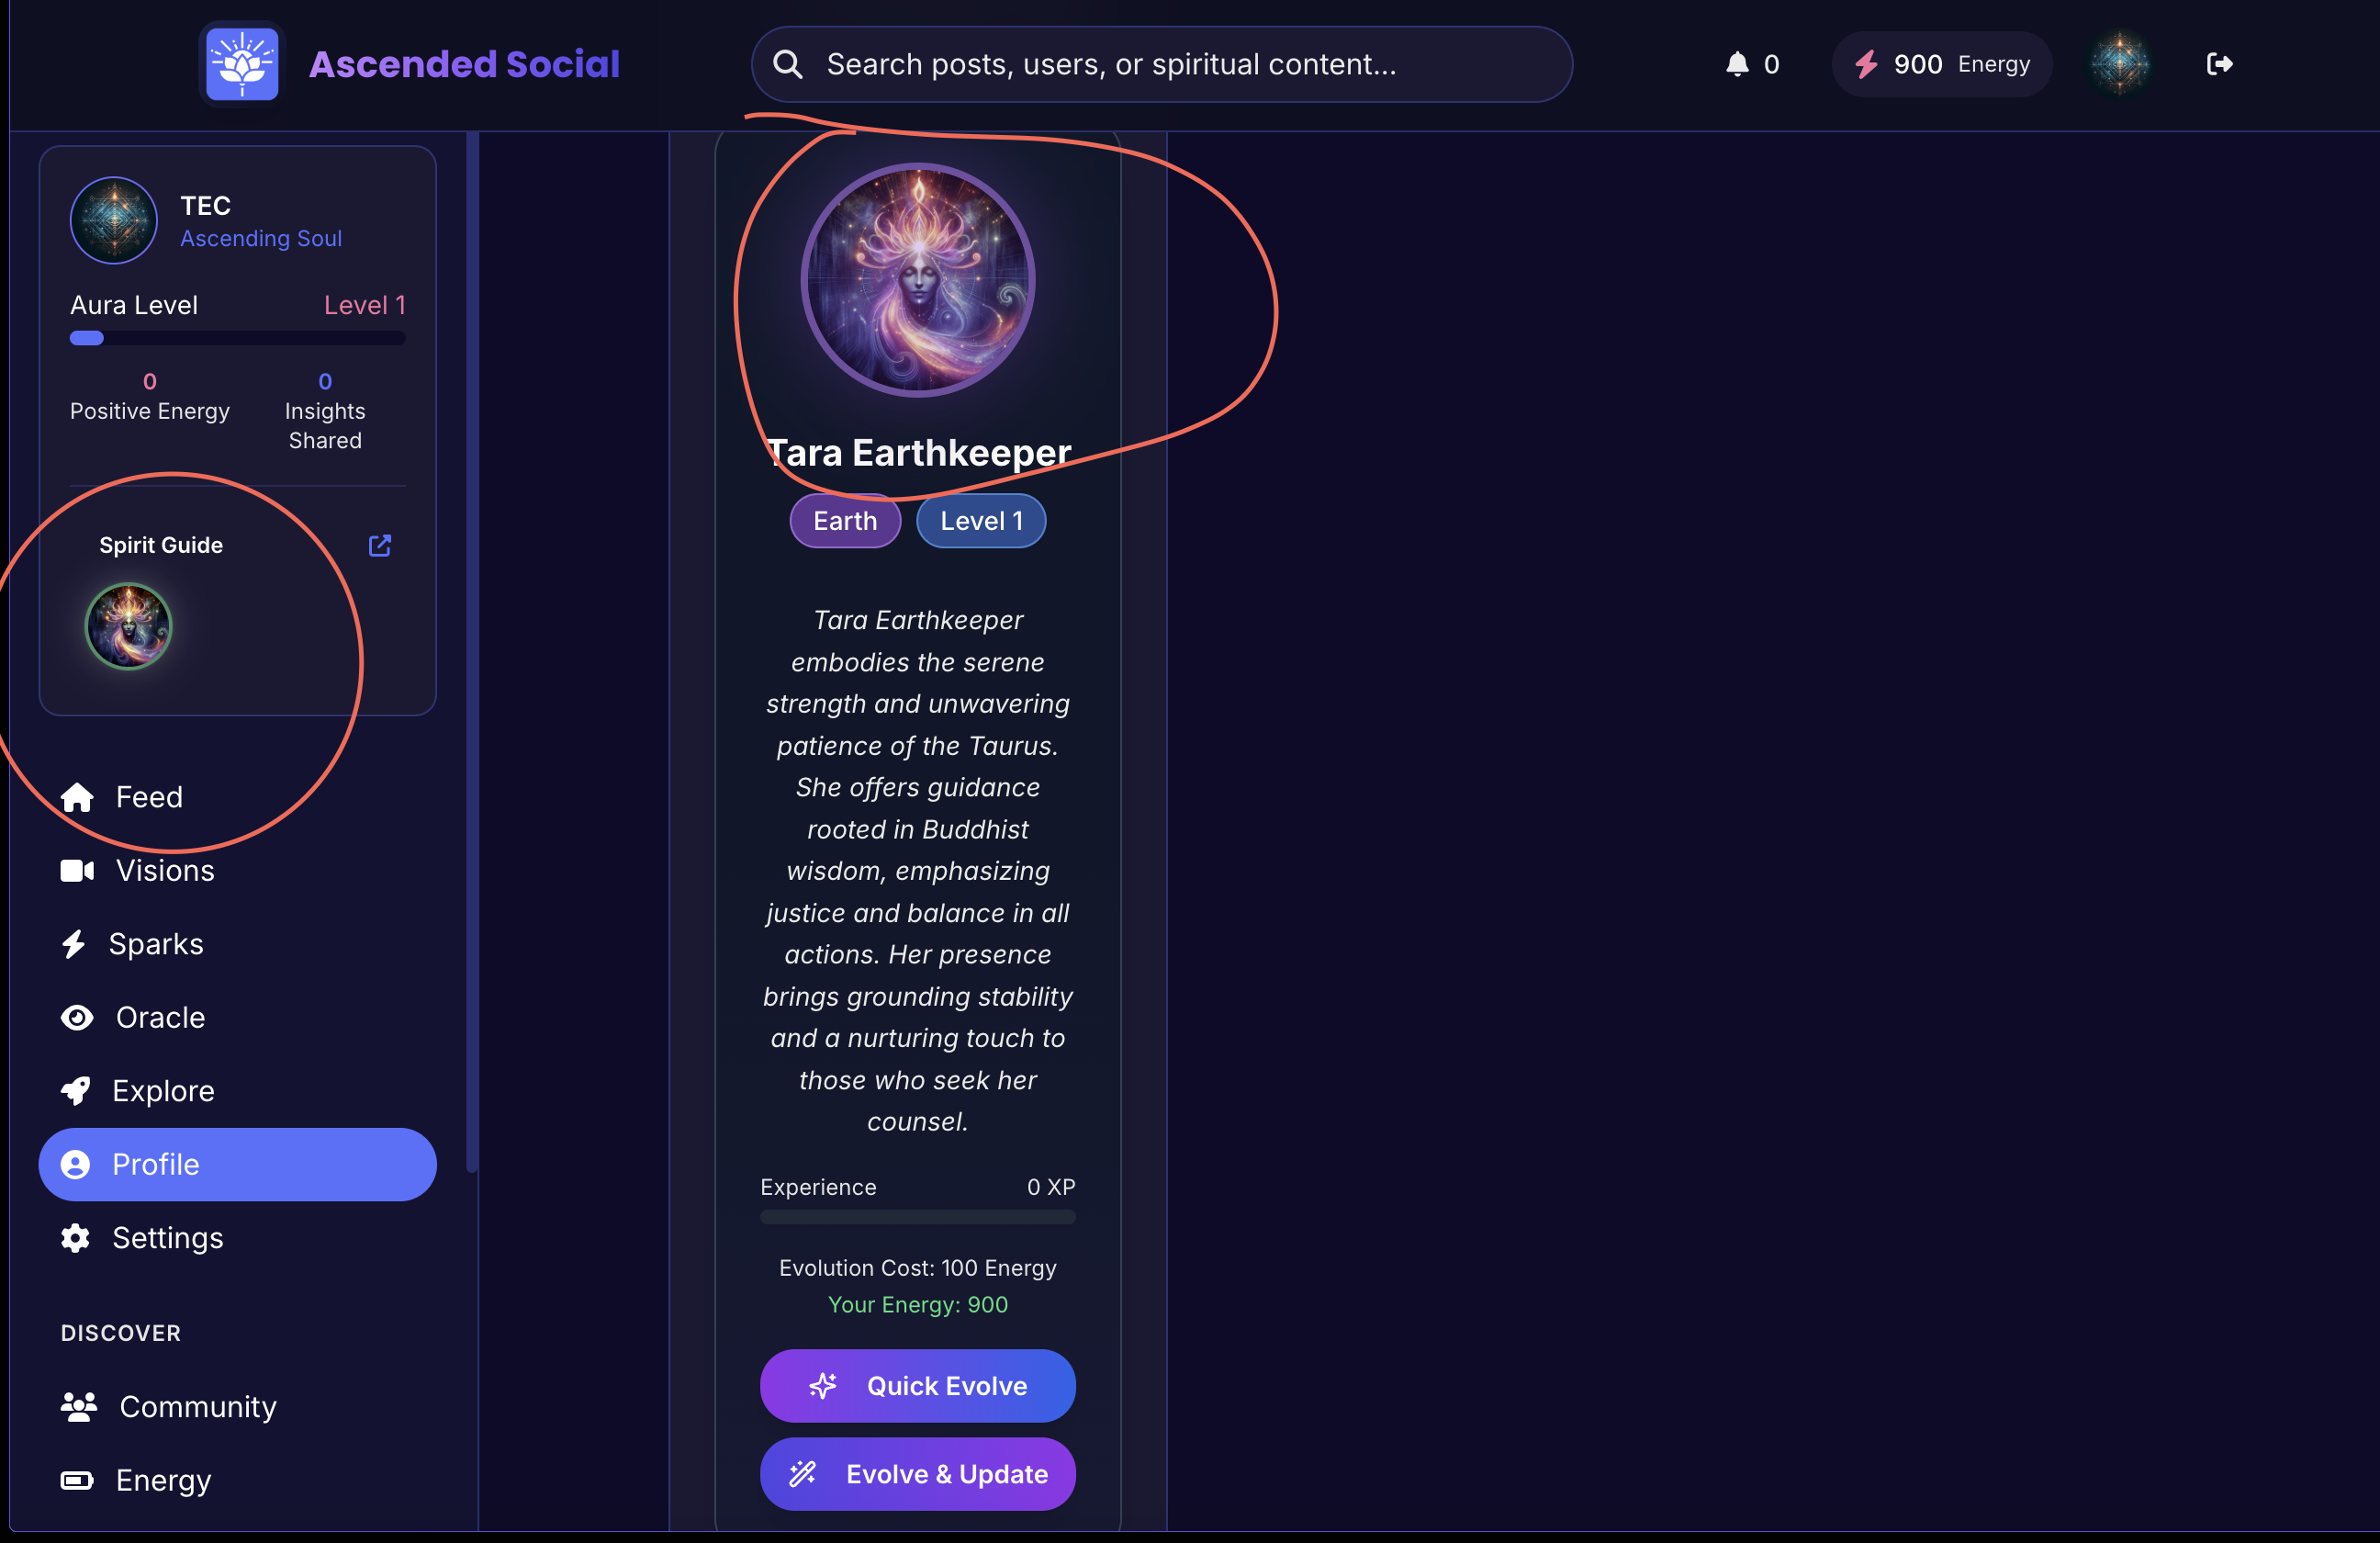 Ascended Social
Search posts, users, or spiritual content...
0
900 Energy
TEC
Ascending Soul
Aura Level
Level 1
0
Positive Energy
0
Insights
Shared
Spirit Guide
Feed
Visions
Sparks
Oracle
Explore
Profile
Settings
DISCOVER
Community
Energy
Tara Earthkeeper
Earth
Level 1
Tara Earthkeeper
embodies the serene
strength and unwavering
patience of the Taurus.
She offers guidance
rooted in Buddhist
wisdom, emphasizing
justice and balance in all
actions. Her presence
brings grounding stability
and a nurturing touch to
those who seek her
counsel.
Experience
0 XP
Evolution Cost: 100 Energy
Your Energy: 900
Quick Evolve
Evolve & Update